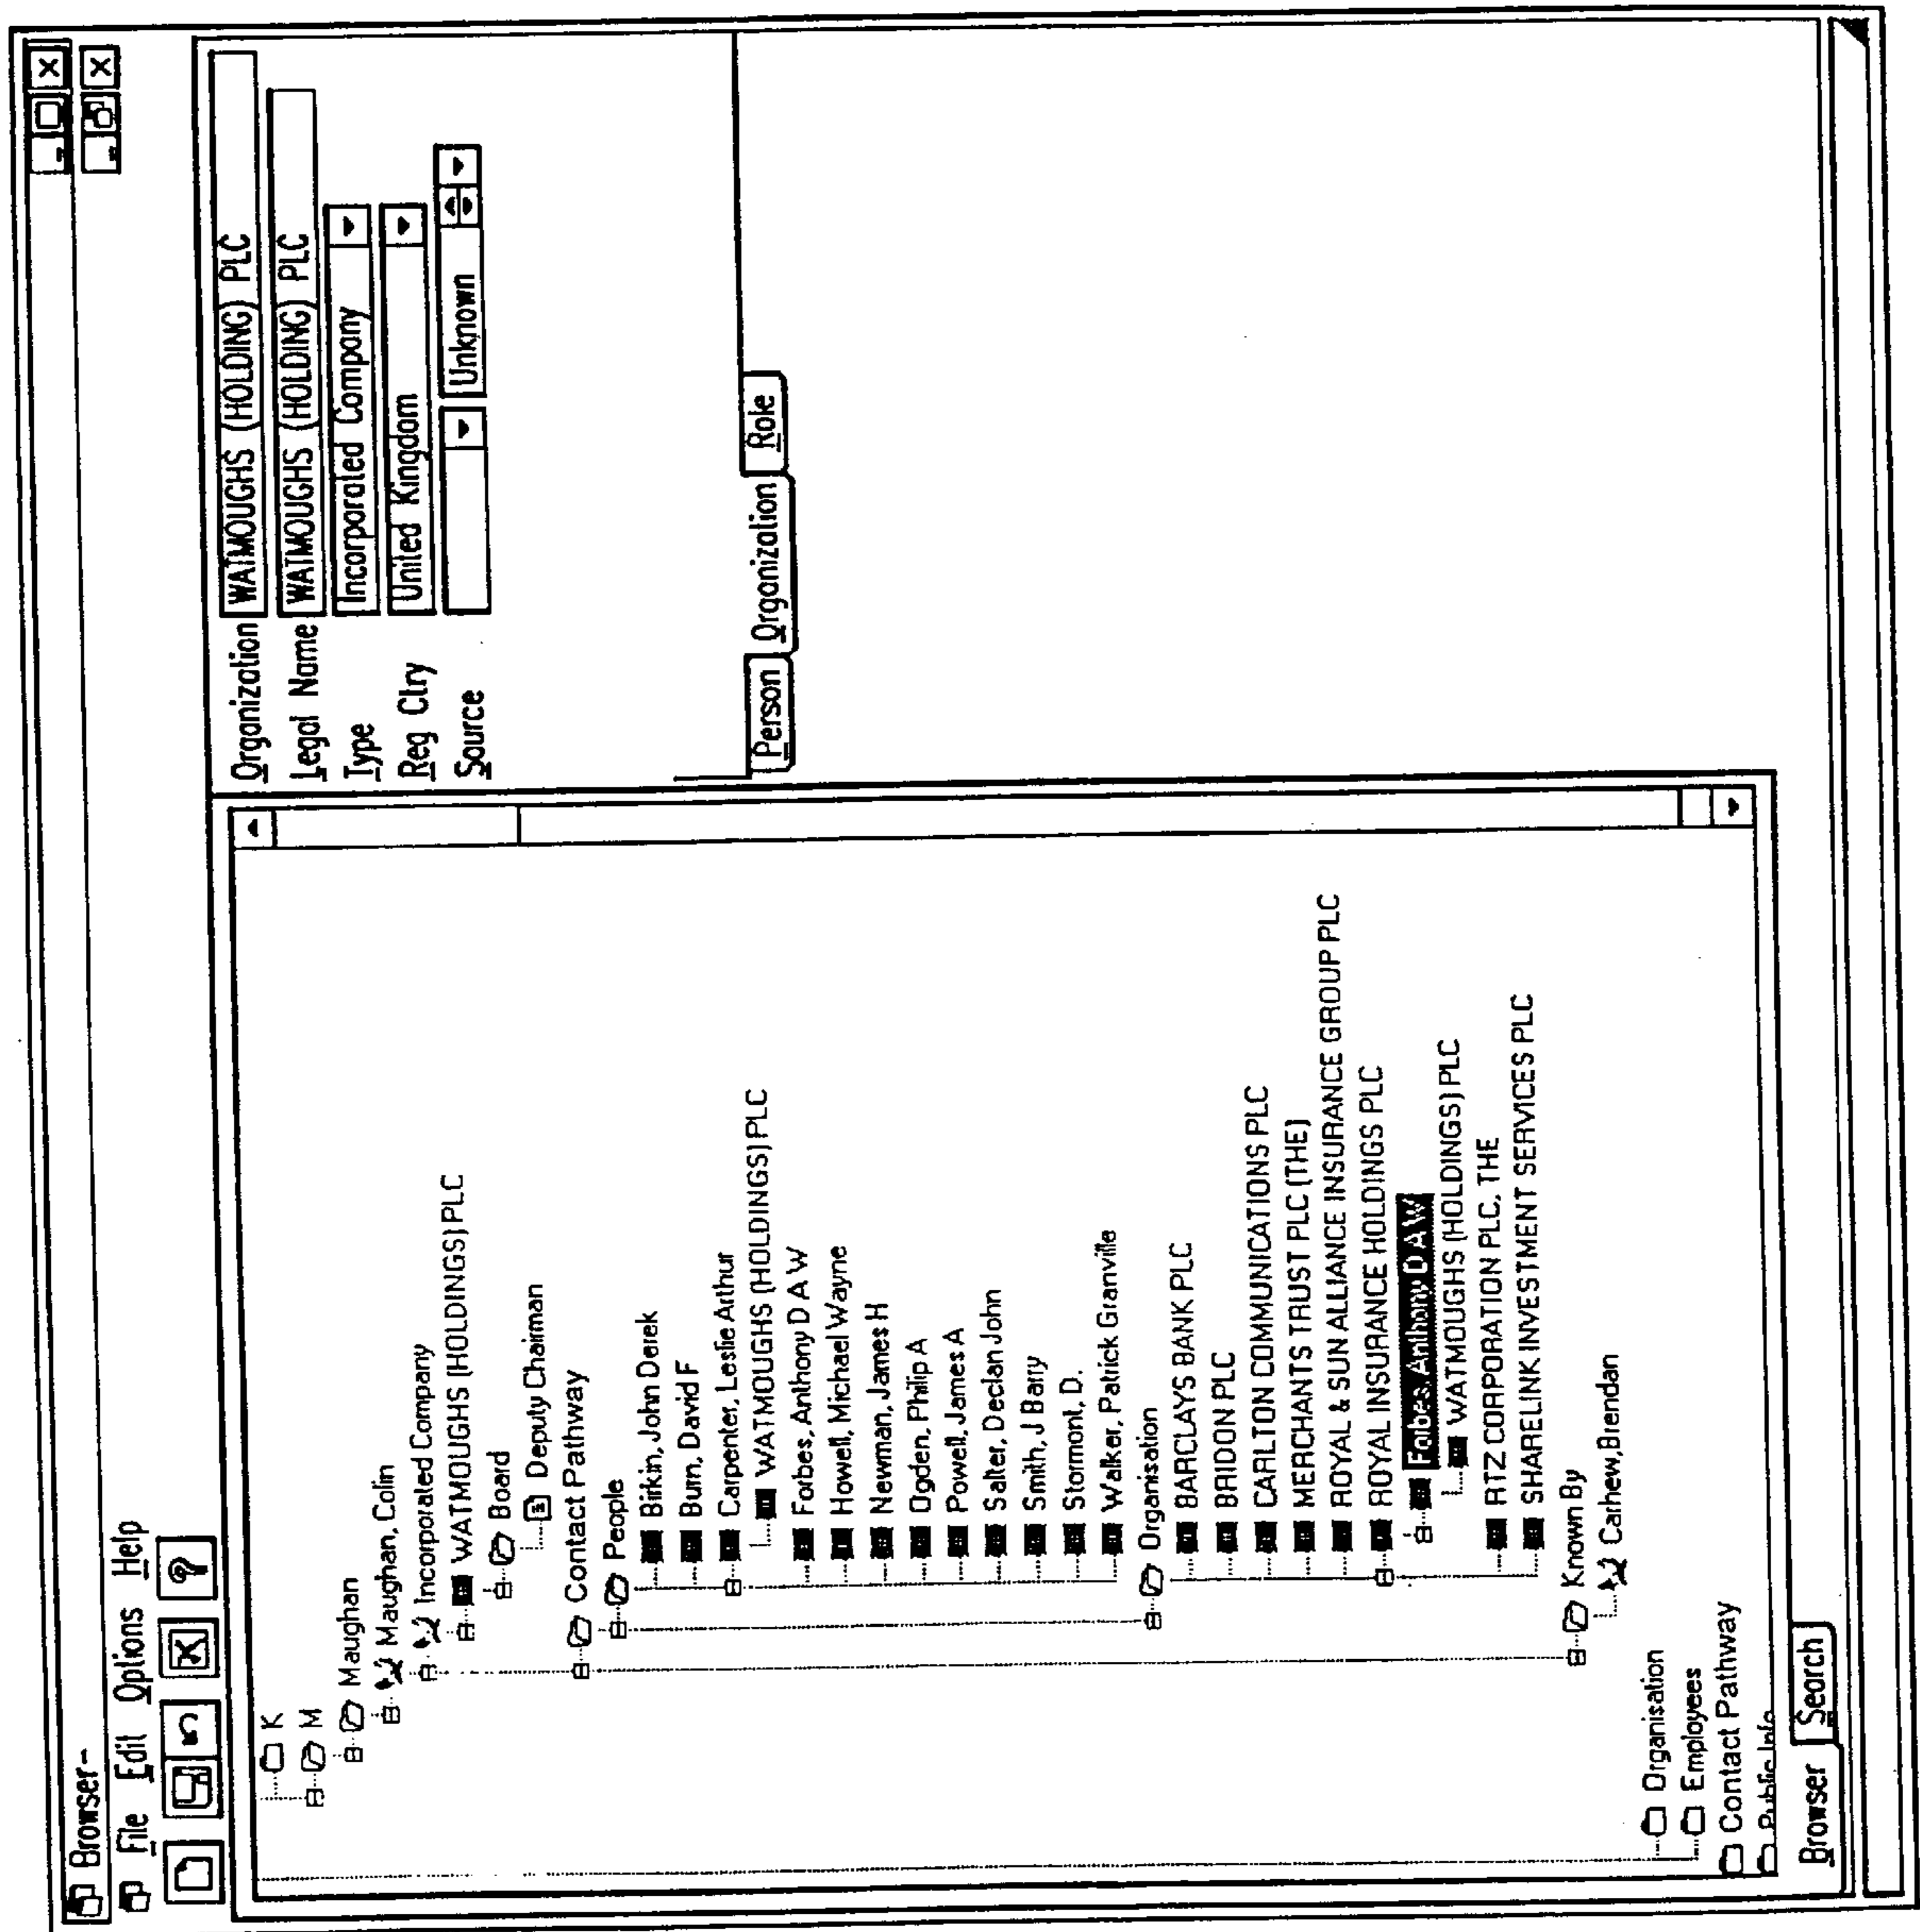 Browser-
File Edit Options Help
K
M
Maughan
Maughan, Colin
Incorporated Company
WATMOUGHS (HOLDINGS) PLC
Board
Deputy Chairman
Contact Pathway
People
Birkin, John Derek
Burn, David F
Carpenter, Leslie Arthur
WATMOUGHS (HOLDINGS) PLC
Forbes, Anthony D A W
Howell, Michael Wayne
Newman, James H
Ogden, Philip A
Powell, James A
Salter, Declan John
Smith, J Barry
Stormont, D.
Walker, Patrick Granville
Organisation
BARCLAYS BANK PLC
BRIDON PLC
CARLTON COMMUNICATIONS PLC
MERCHANTS TRUST PLC (THE)
ROYAL & SUN ALLIANCE INSURANCE GROUP PLC
ROYAL INSURANCE HOLDINGS PLC
Forbes, Anthony D A W
WATMOUGHS (HOLDINGS) PLC
RTZ CORPORATION PLC, THE
SHARELINK INVESTMENT SERVICES PLC
Known By
Carhew, Brendan
Organisation
Employees
Contact Pathway
Public Info
Browser Search
Organization WATMOUGHS (HOLDING) PLC
Legal Name WATMOUGHS (HOLDING) PLC
Type Incorporated Company
Reg Ctry United Kingdom
Source Unknown
Person Organization Role